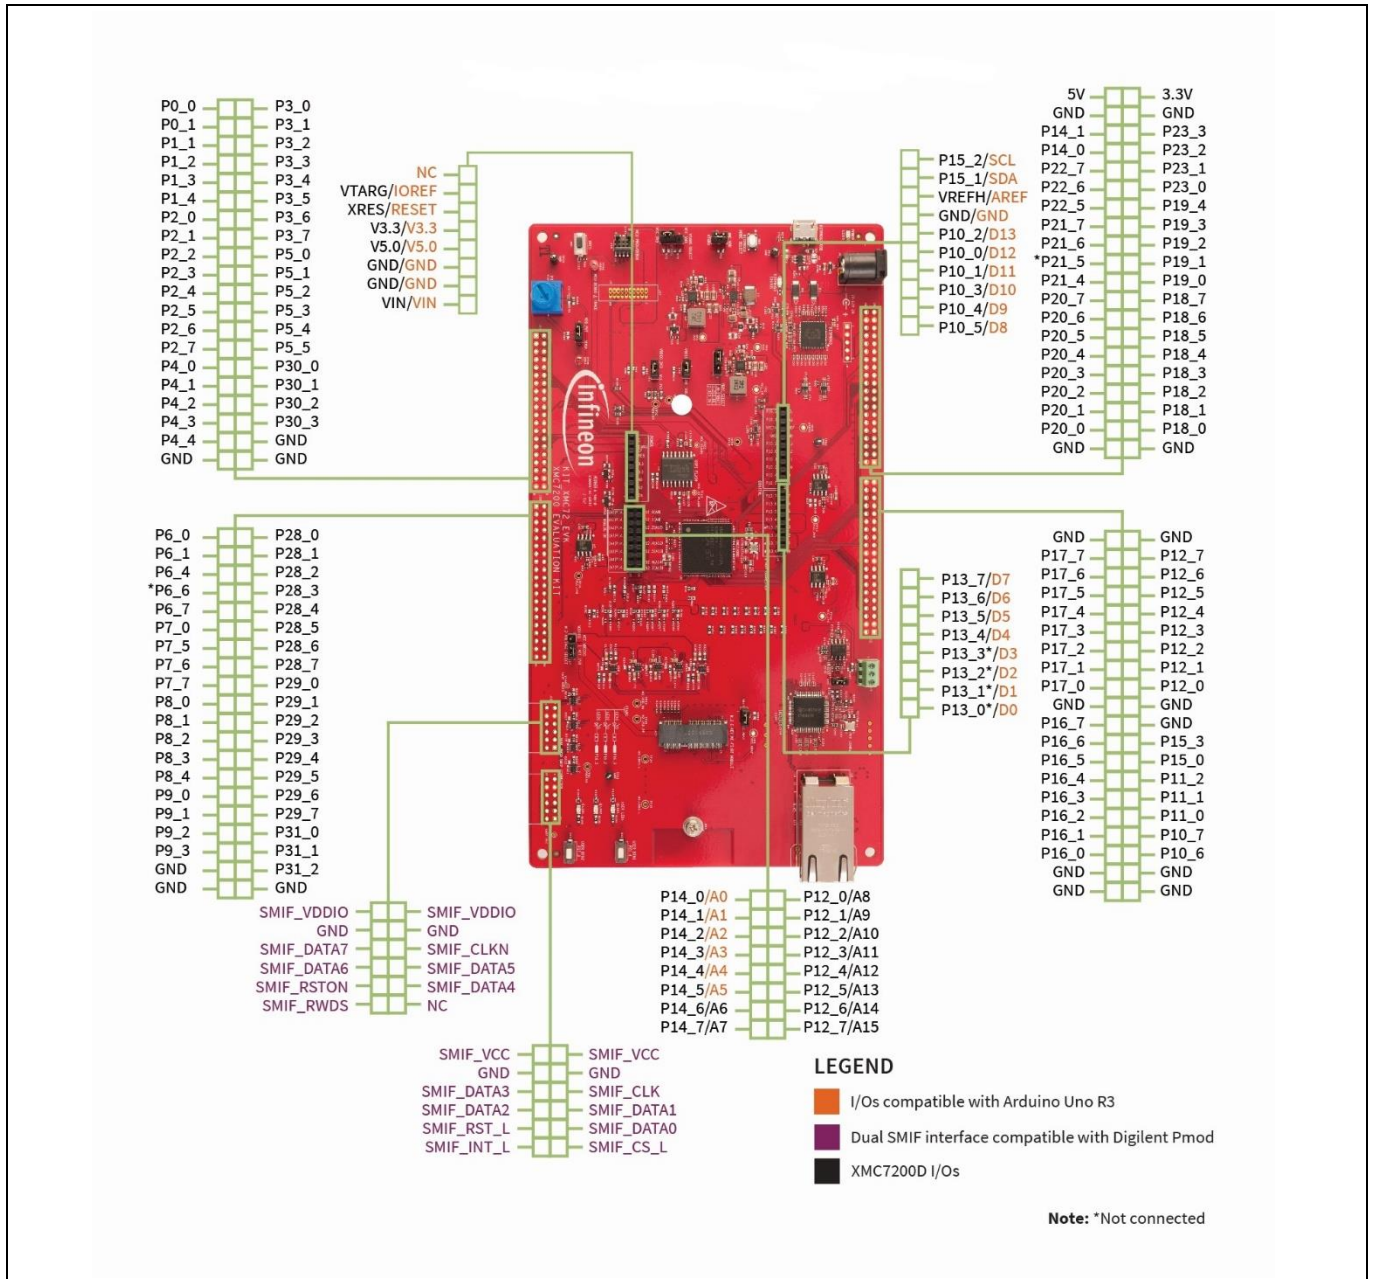 P0_0 P3_0
P0_1 P3_1
P1_1 P3_2
P1_2 P3_3
P1_3 P3_4
P1_4 P3_5
P2_0 P3_6
P2_1 P3_7
P2_2 P5_0
P2_3 P5_1
P2_4 P5_2
P2_5 P5_3
P2_6 P5_4
P2_7 P5_5
P4_0 P30_0
P4_1 P30_1
P4_2 P30_2
P4_3 P30_3
P4_4 GND
GND GND
NC
VTARG/IOREF
XRES/RESET
V3.3/V3.3
V5.0/V5.0
GND/GND
GND/GND
VIN/VIN
P15_2/SCL
P15_1/SDA
VREFH/AREF
GND/GND
P10_2/D13
P10_0/D12
P10_1/D11
P10_3/D10
P10_4/D9
P10_5/D8
5V 3.3V
GND GND
P14_1 P23_3
P14_0 P23_2
P22_7 P23_1
P22_6 P23_0
P22_5 P19_4
P21_7 P19_3
P21_6 P19_2
*P21_5 P19_1
P21_4 P19_0
P20_7 P18_7
P20_6 P18_6
P20_5 P18_5
P20_4 P18_4
P20_3 P18_3
P20_2 P18_2
P20_1 P18_1
P20_0 P18_0
GND GND
infineon
KIT_XMC72_EVK
XMC7200 EVALUATION KIT
P6_0 P28_0
P6_1 P28_1
P6_4 P28_2
*P6_6 P28_3
P6_7 P28_4
P7_0 P28_5
P7_5 P28_6
P7_6 P28_7
P7_7 P29_0
P8_0 P29_1
P8_1 P29_2
P8_2 P29_3
P8_3 P29_4
P8_4 P29_5
P9_0 P29_6
P9_1 P29_7
P9_2 P31_0
P9_3 P31_1
GND P31_2
GND GND
P13_7/D7
P13_6/D6
P13_5/D5
P13_4/D4
P13_3*/D3
P13_2*/D2
P13_1*/D1
P13_0*/D0
GND GND
P17_7 P12_7
P17_6 P12_6
P17_5 P12_5
P17_4 P12_4
P17_3 P12_3
P17_2 P12_2
P17_1 P12_1
P17_0 P12_0
GND GND
P16_7 GND
P16_6 P15_3
P16_5 P15_0
P16_4 P11_2
P16_3 P11_1
P16_2 P11_0
P16_1 P10_7
P16_0 P10_6
GND GND
GND GND
SMIF_VDDIO SMIF_VDDIO
GND GND
SMIF_DATA7 SMIF_CLKN
SMIF_DATA6 SMIF_DATA5
SMIF_RSTON SMIF_DATA4
SMIF_RWDS NC
P14_0/A0 P12_0/A8
P14_1/A1 P12_1/A9
P14_2/A2 P12_2/A10
P14_3/A3 P12_3/A11
P14_4/A4 P12_4/A12
P14_5/A5 P12_5/A13
P14_6/A6 P12_6/A14
P14_7/A7 P12_7/A15
SMIF_VCC SMIF_VCC
GND GND
SMIF_DATA3 SMIF_CLK
SMIF_DATA2 SMIF_DATA1
SMIF_RST_L SMIF_DATA0
SMIF_INT_L SMIF_CS_L
LEGEND
I/Os compatible with Arduino Uno R3
Dual SMIF interface compatible with Digilent Pmod
XMC7200D I/Os
Note: *Not connected